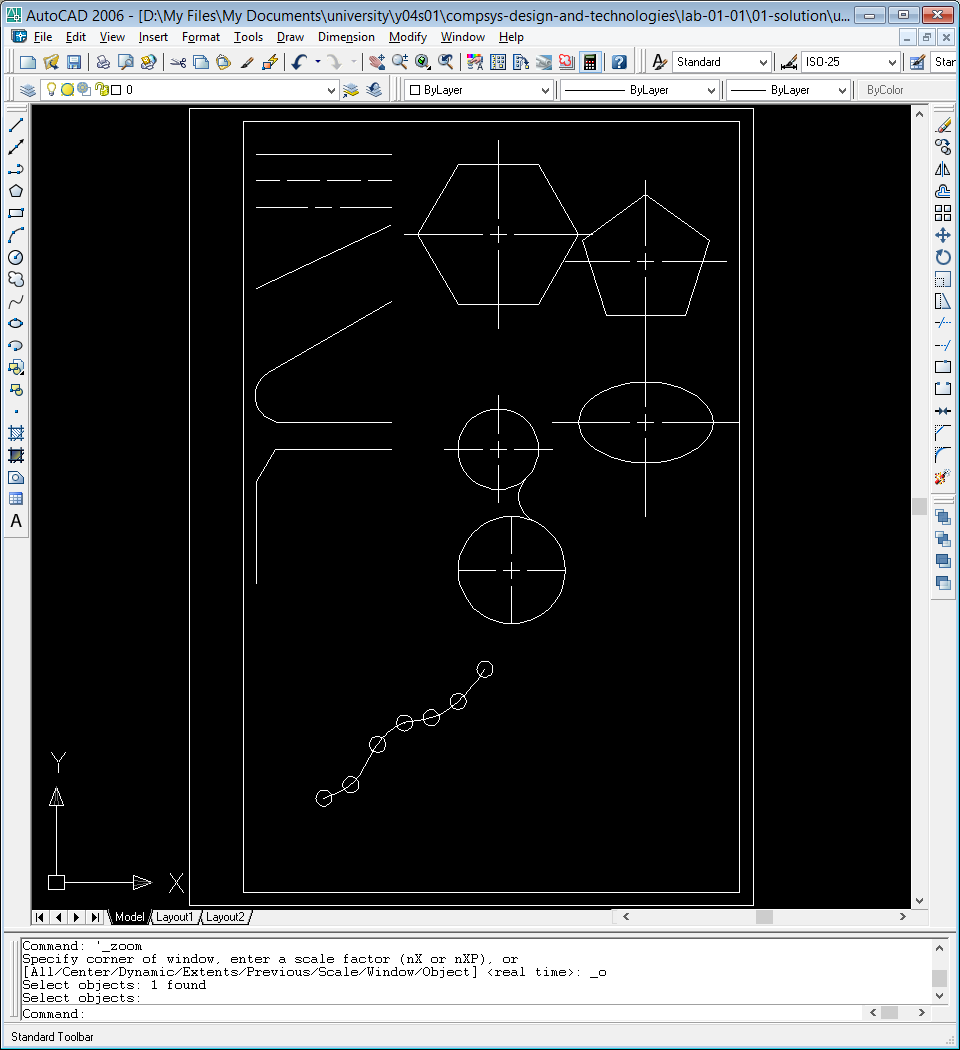 AutoCAD 2006 - [D:\My Files\My Documents\university\y04s01\compsys-design-and-technologies\lab-01-01\01-solution\u...
File Edit View Insert Format Tools Draw Dimension Modify Window Help
Standard ISO-25 Star
0 ByLayer ByLayer ByLayer ByColor
A
Y
X
Model Layout1 Layout2
Command: '_zoom
Specify corner of window, enter a scale factor (nX or nXP), or
[All/Center/Dynamic/Extents/Previous/Scale/Window/Object] <real time>: _o
Select objects: 1 found
Select objects:
Command:
Standard Toolbar